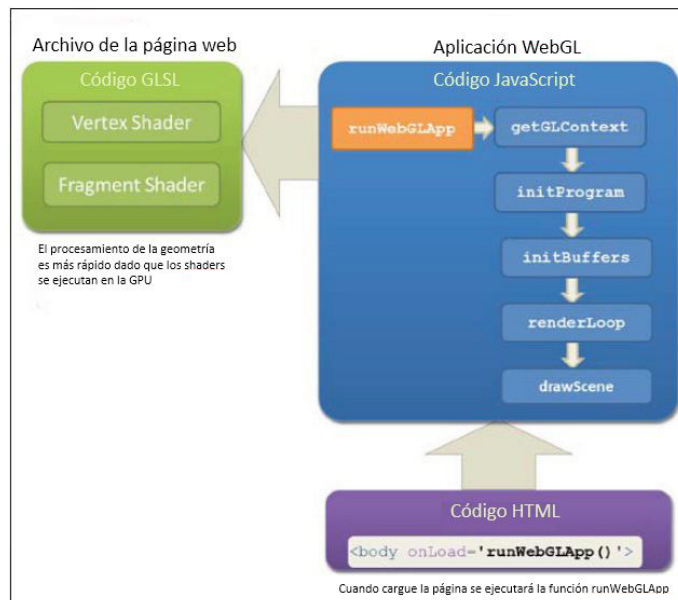 Archivo de la página web
Código GLSL
Vertex Shader
Fragment Shader
El procesamiento de la geometría
es más rápido dado que los shaders
se ejecutan en la GPU
Aplicación WebGL
Código JavaScript
runWebGLApp
getGLContext
initProgram
initBuffers
renderLoop
drawScene
Código HTML
<body onLoad='runWebGLApp()'>
Cuando cargue la página se ejecutará la función runWebGLApp